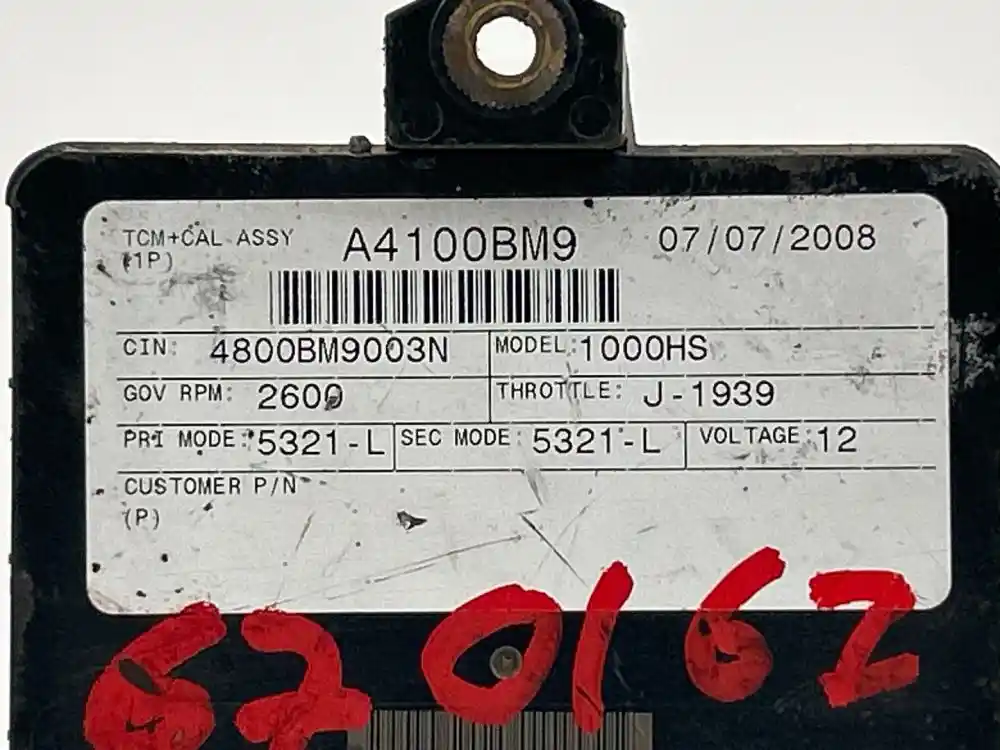 TCM+CAL ASSY A4100BM9 07/07/2008
(1P)
CIN: 4800BM9003N MODEL: 1000HS
GOV RPM: 2600 THROTTLE: J-1939
PRI MODE: 5321-L SEC MODE: 5321-L VOLTAGE: 12
CUSTOMER P/N
(P)
670162